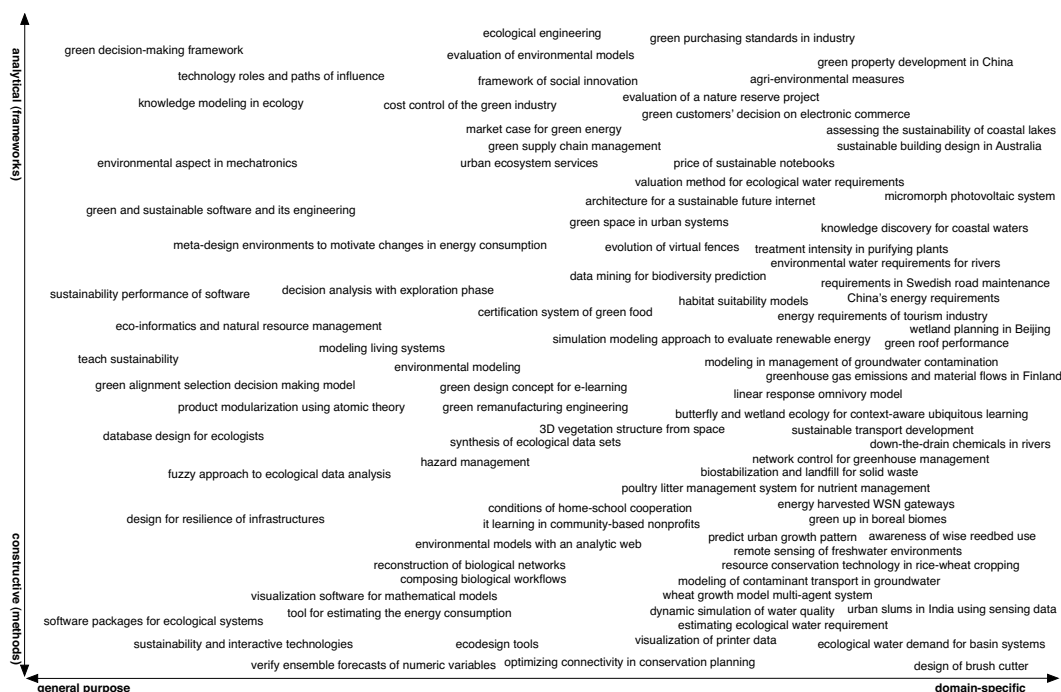 ecological engineering
green purchasing standards in industry
green decision-making framework
evaluation of environmental models
green property development in China
technology roles and paths of influence
framework of social innovation
agri-environmental measures
knowledge modeling in ecology
cost control of the green industry
evaluation of a nature reserve project
green customers' decision on electronic commerce
market case for green energy
assessing the sustainability of coastal lakes
green supply chain management
sustainable building design in Australia
environmental aspect in mechatronics
urban ecosystem services
price of sustainable notebooks
valuation method for ecological water requirements
architecture for a sustainable future internet
micromorph photovoltaic system
green and sustainable software and its engineering
green space in urban systems
knowledge discovery for coastal waters
meta-design environments to motivate changes in energy consumption
evolution of virtual fences
treatment intensity in purifying plants
environmental water requirements for rivers
data mining for biodiversity prediction
requirements in Swedish road maintenance
sustainability performance of software
decision analysis with exploration phase
habitat suitability models
China's energy requirements
certification system of green food
energy requirements of tourism industry
eco-informatics and natural resource management
wetland planning in Beijing
simulation modeling approach to evaluate renewable energy
green roof performance
modeling living systems
teach sustainability
environmental modeling
modeling in management of groundwater contamination
greenhouse gas emissions and material flows in Finland
green alignment selection decision making model
green design concept for e-learning
linear response omnivory model
product modularization using atomic theory
green remanufacturing engineering
butterfly and wetland ecology for context-aware ubiquitous learning
3D vegetation structure from space
sustainable transport development
database design for ecologists
synthesis of ecological data sets
down-the-drain chemicals in rivers
hazard management
network control for greenhouse management
fuzzy approach to ecological data analysis
biostabilization and landfill for solid waste
poultry litter management system for nutrient management
conditions of home-school cooperation
energy harvested WSN gateways
design for resilience of infrastructures
it learning in community-based nonprofits
green up in boreal biomes
environmental models with an analytic web
predict urban growth pattern
awareness of wise reedbed use
remote sensing of freshwater environments
reconstruction of biological networks
resource conservation technology in rice-wheat cropping
composing biological workflows
modeling of contaminant transport in groundwater
visualization software for mathematical models
wheat growth model multi-agent system
tool for estimating the energy consumption
dynamic simulation of water quality
urban slums in India using sensing data
software packages for ecological systems
estimating ecological water requirement
sustainability and interactive technologies
ecodesign tools
visualization of printer data
ecological water demand for basin systems
verify ensemble forecasts of numeric variables
optimizing connectivity in conservation planning
design of brush cutter
analytical (frameworks)
constructive (methods)
general purpose
domain-specific